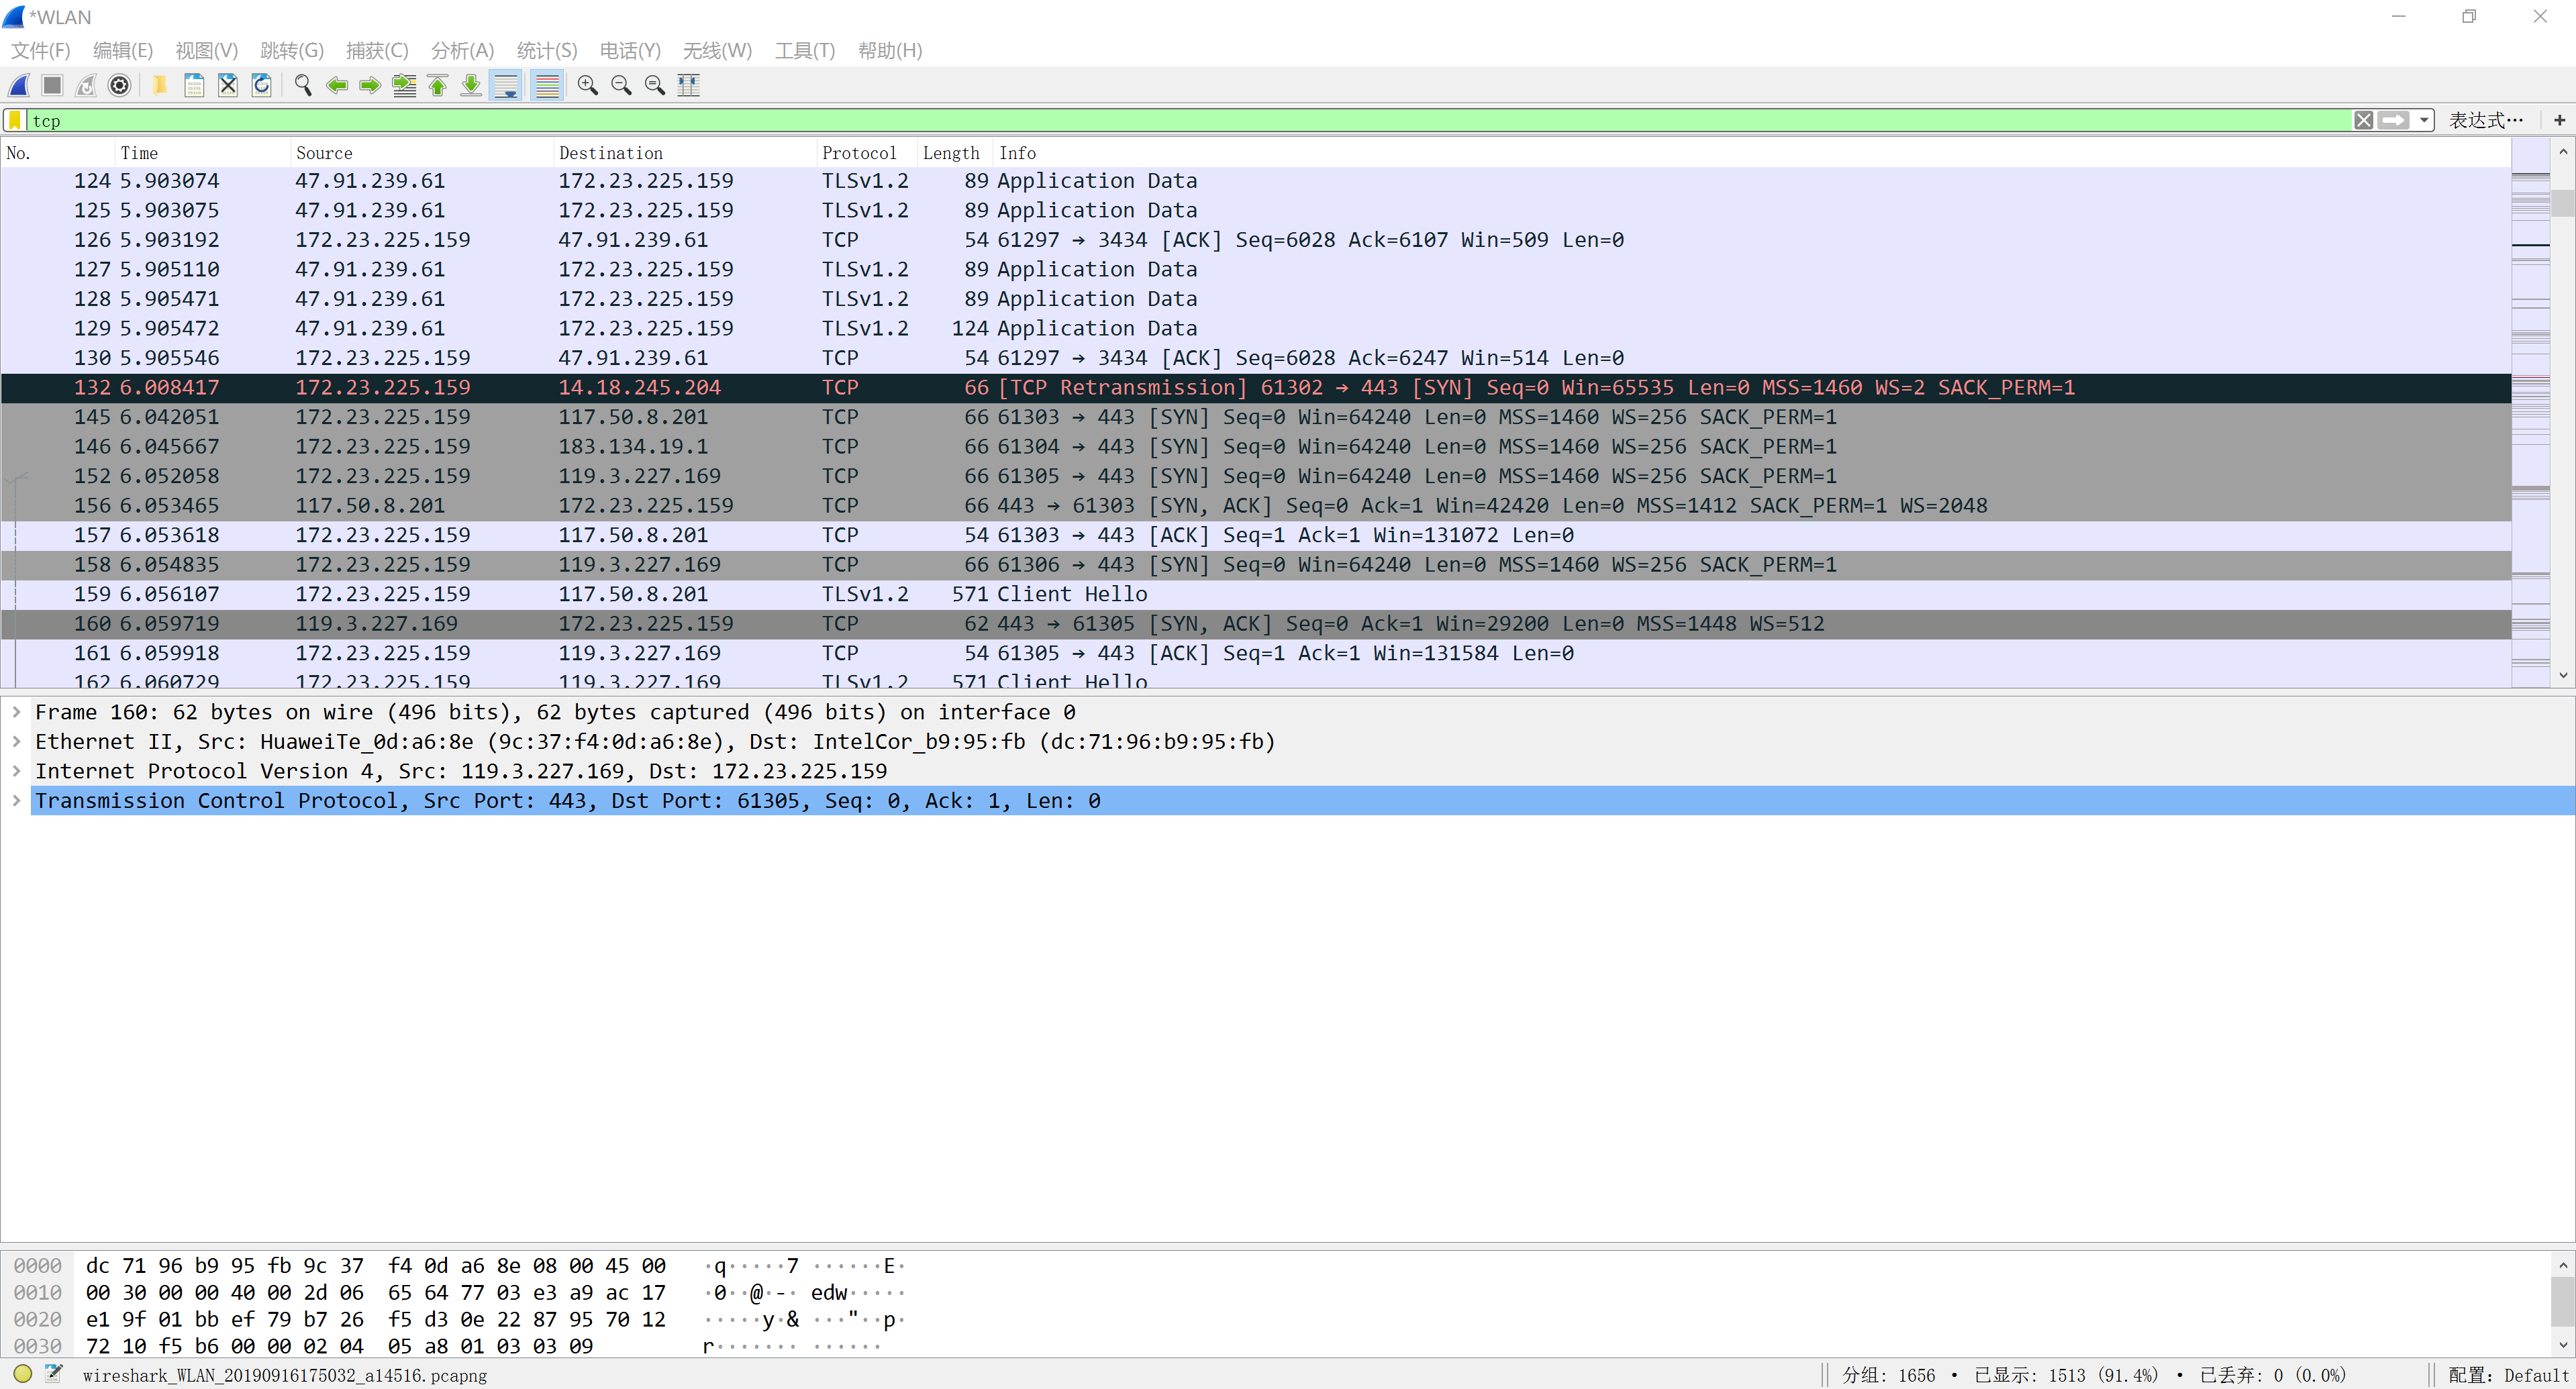 *WLAN
文件(F) 编辑(E) 视图(V) 跳转(G) 捕获(C) 分析(A) 统计(S) 电话(Y) 无线(W) 工具(T) 帮助(H)
tcp 表达式… +
No. Time Source Destination Protocol Length Info
124 5.903074 47.91.239.61 172.23.225.159 TLSv1.2 89 Application Data
125 5.903075 47.91.239.61 172.23.225.159 TLSv1.2 89 Application Data
126 5.903192 172.23.225.159 47.91.239.61 TCP 54 61297 → 3434 [ACK] Seq=6028 Ack=6107 Win=509 Len=0
127 5.905110 47.91.239.61 172.23.225.159 TLSv1.2 89 Application Data
128 5.905471 47.91.239.61 172.23.225.159 TLSv1.2 89 Application Data
129 5.905472 47.91.239.61 172.23.225.159 TLSv1.2 124 Application Data
130 5.905546 172.23.225.159 47.91.239.61 TCP 54 61297 → 3434 [ACK] Seq=6028 Ack=6247 Win=514 Len=0
132 6.008417 172.23.225.159 14.18.245.204 TCP 66 [TCP Retransmission] 61302 → 443 [SYN] Seq=0 Win=65535 Len=0 MSS=1460 WS=2 SACK_PERM=1
145 6.042051 172.23.225.159 117.50.8.201 TCP 66 61303 → 443 [SYN] Seq=0 Win=64240 Len=0 MSS=1460 WS=256 SACK_PERM=1
146 6.045667 172.23.225.159 183.134.19.1 TCP 66 61304 → 443 [SYN] Seq=0 Win=64240 Len=0 MSS=1460 WS=256 SACK_PERM=1
152 6.052058 172.23.225.159 119.3.227.169 TCP 66 61305 → 443 [SYN] Seq=0 Win=64240 Len=0 MSS=1460 WS=256 SACK_PERM=1
156 6.053465 117.50.8.201 172.23.225.159 TCP 66 443 → 61303 [SYN, ACK] Seq=0 Ack=1 Win=42420 Len=0 MSS=1412 SACK_PERM=1 WS=2048
157 6.053618 172.23.225.159 117.50.8.201 TCP 54 61303 → 443 [ACK] Seq=1 Ack=1 Win=131072 Len=0
158 6.054835 172.23.225.159 119.3.227.169 TCP 66 61306 → 443 [SYN] Seq=0 Win=64240 Len=0 MSS=1460 WS=256 SACK_PERM=1
159 6.056107 172.23.225.159 117.50.8.201 TLSv1.2 571 Client Hello
160 6.059719 119.3.227.169 172.23.225.159 TCP 62 443 → 61305 [SYN, ACK] Seq=0 Ack=1 Win=29200 Len=0 MSS=1448 WS=512
161 6.059918 172.23.225.159 119.3.227.169 TCP 54 61305 → 443 [ACK] Seq=1 Ack=1 Win=131584 Len=0
162 6.060729 172.23.225.159 119.3.227.169 TLSv1.2 571 Client Hello
Frame 160: 62 bytes on wire (496 bits), 62 bytes captured (496 bits) on interface 0
Ethernet II, Src: HuaweiTe_0d:a6:8e (9c:37:f4:0d:a6:8e), Dst: IntelCor_b9:95:fb (dc:71:96:b9:95:fb)
Internet Protocol Version 4, Src: 119.3.227.169, Dst: 172.23.225.159
Transmission Control Protocol, Src Port: 443, Dst Port: 61305, Seq: 0, Ack: 1, Len: 0
0000 dc 71 96 b9 95 fb 9c 37 f4 0d a6 8e 08 00 45 00 ·q·····7 ······E·
0010 00 30 00 00 40 00 2d 06 65 64 77 03 e3 a9 ac 17 ·0··@·-· edw·····
0020 e1 9f 01 bb ef 79 b7 26 f5 d3 0e 22 87 95 70 12 ·····y·& ···"··p·
0030 72 10 f5 b6 00 00 02 04 05 a8 01 03 03 09 r······· ······
wireshark_WLAN_20190916175032_a14516.pcapng 分组: 1656 · 已显示: 1513 (91.4%) · 已丢弃: 0 (0.0%) 配置: Default